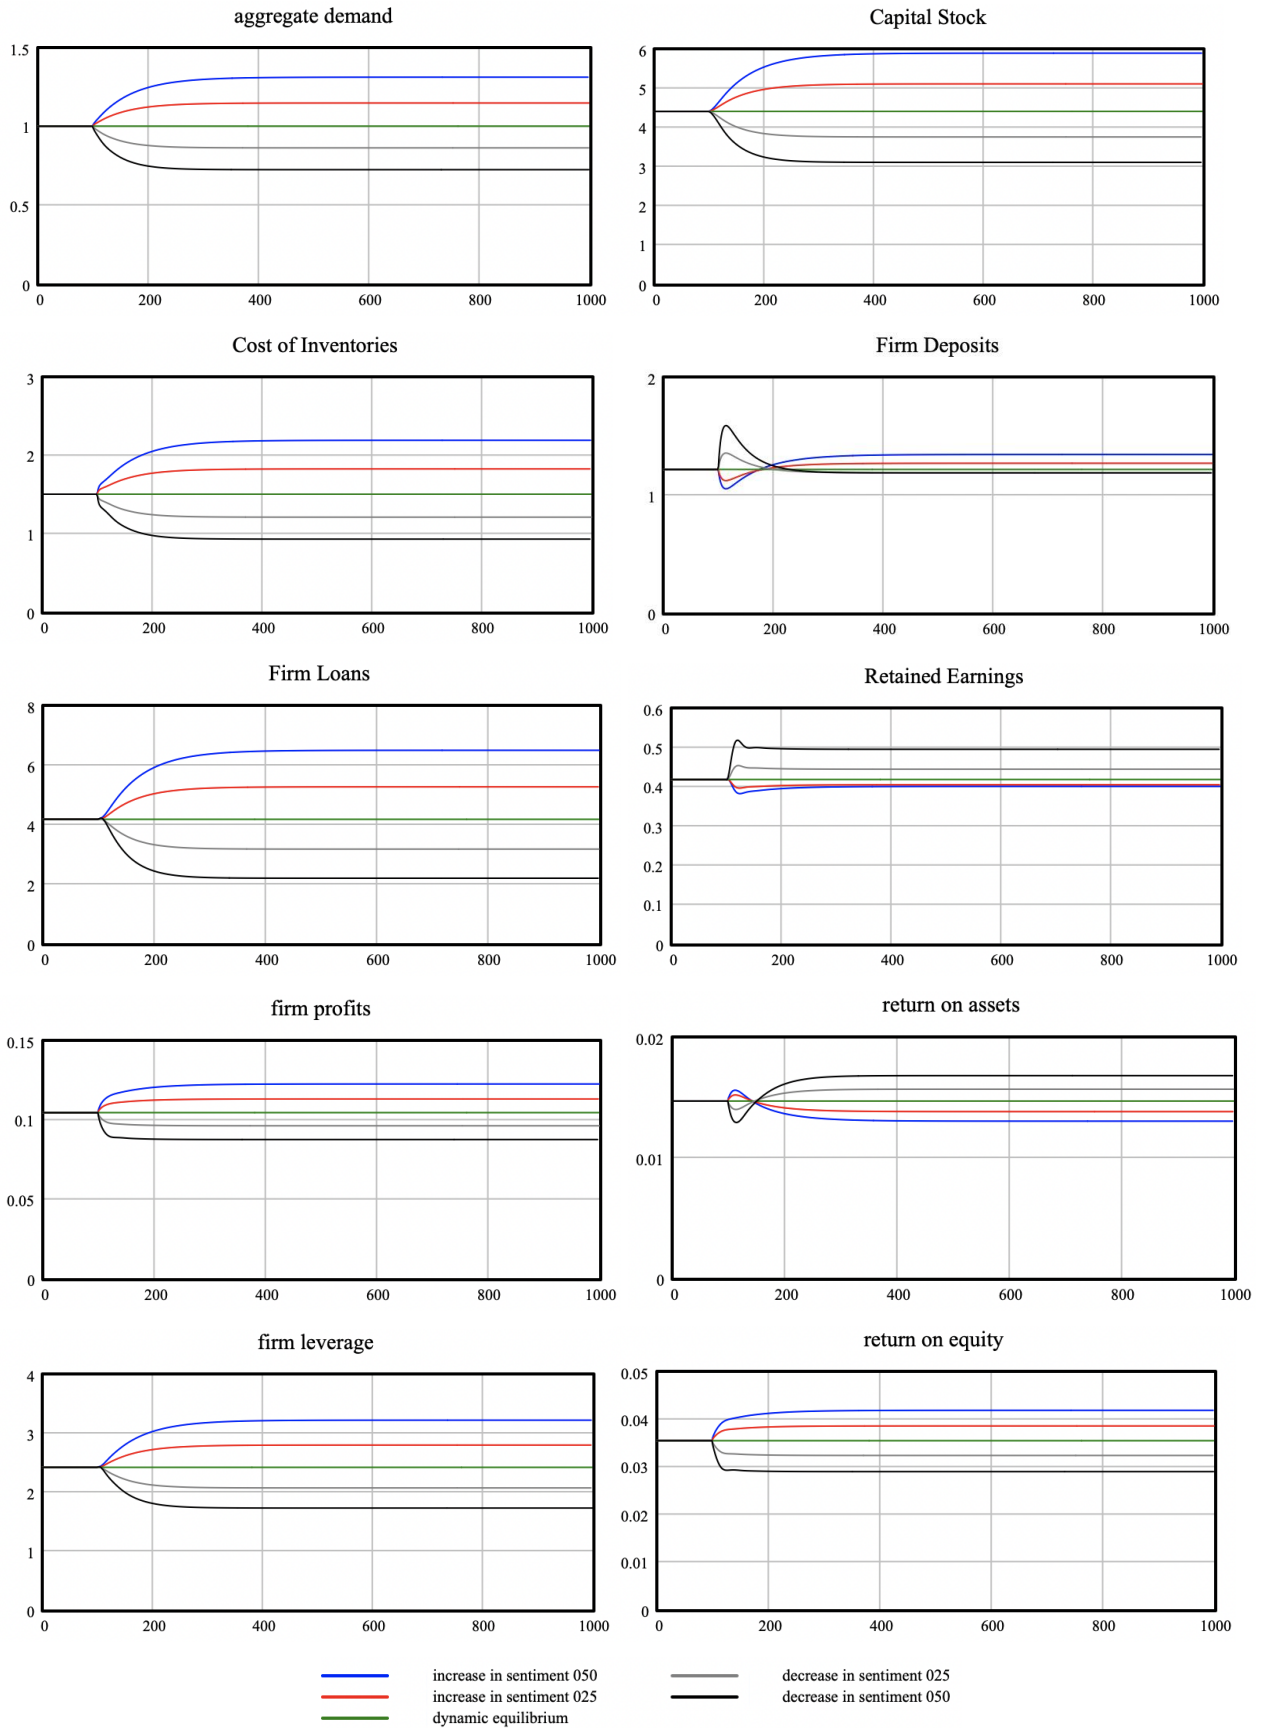 aggregate demand
1.5
1
0.5
0
0 200 400 600 800 1000
Capital Stock
6
5
4
3
2
1
0
0 200 400 600 800 1000
Cost of Inventories
3
2
1
0
0 200 400 600 800 1000
Firm Deposits
2
1
0
0 200 400 600 800 1000
Firm Loans
8
6
4
2
0
0 200 400 600 800 1000
Retained Earnings
0.6
0.5
0.4
0.3
0.2
0.1
0
0 200 400 600 800 1000
firm profits
0.15
0.1
0.05
0
0 200 400 600 800 1000
return on assets
0.02
0.01
0
0 200 400 600 800 1000
firm leverage
4
3
2
1
0
0 200 400 600 800 1000
return on equity
0.05
0.04
0.03
0.02
0.01
0
0 200 400 600 800 1000
increase in sentiment 050
increase in sentiment 025
dynamic equilibrium
decrease in sentiment 025
decrease in sentiment 050